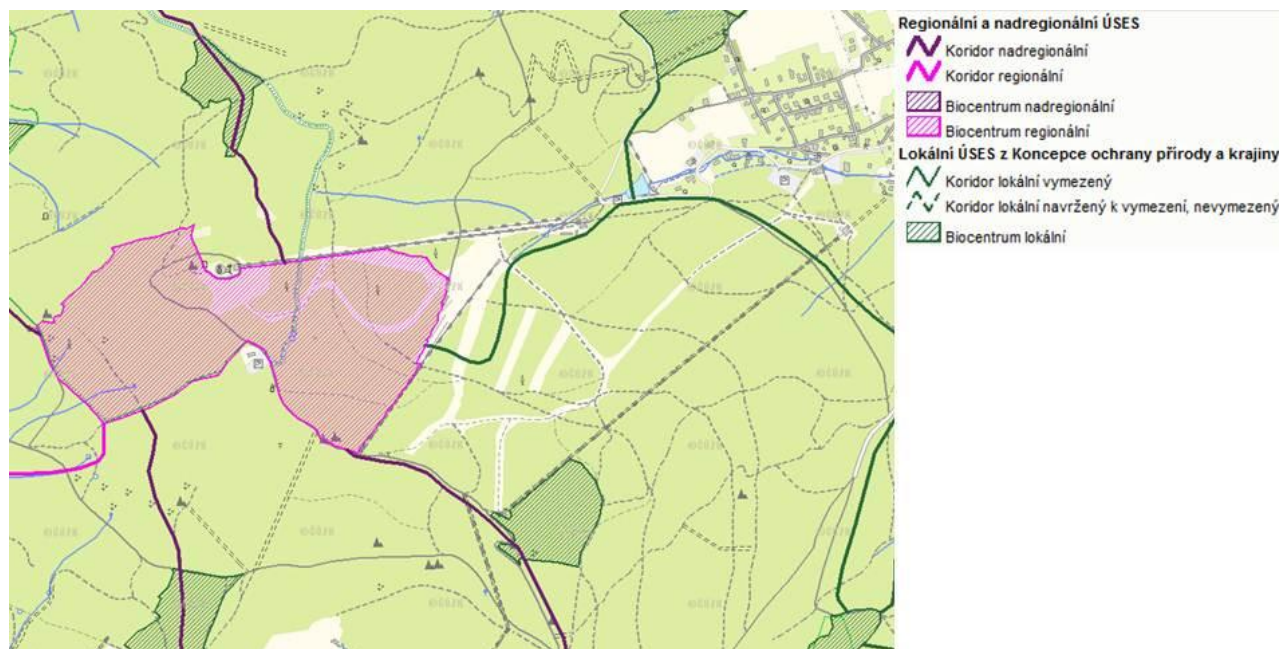 Regionální a nadregionální ÚSES
Koridor nadregionální
Koridor regionální
Biocentrum nadregionální
Biocentrum regionální
Lokální ÚSES z Koncepce ochrany přírody a krajiny
Koridor lokální vymezený
Koridor lokální navržený k vymezení, nevymezený
Biocentrum lokální